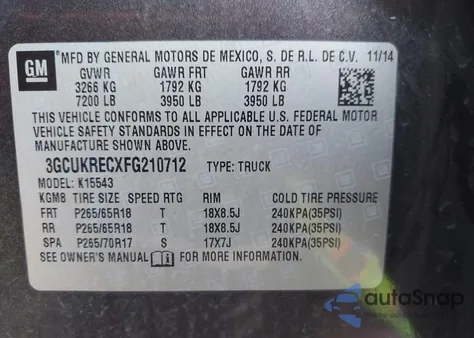 GM
MFD BY GENERAL MOTORS DE MEXICO, S. DE R.L. DE C.V. 11/14
GVWR GAWR FRT GAWR RR
3266 KG 1792 KG 1792 KG
7200 LB 3950 LB 3950 LB
THIS VEHICLE CONFORMS TO ALL APPLICABLE U.S. FEDERAL MOTOR
VEHICLE SAFETY STANDARDS IN EFFECT ON THE DATE OF
MANUFACTURE SHOWN ABOVE.
3GCUKRECXFG210712 TYPE: TRUCK
MODEL: K15543
KGM8 TIRE SIZE SPEED RTG RIM COLD TIRE PRESSURE
FRT P265/65R18 T 18X8.5J 240KPA(35PSI)
RR P265/65R18 T 18X8.5J 240KPA(35PSI)
SPA P265/70R17 S 17X7J 240KPA(35PSI)
SEE OWNER'S MANUAL FOR MORE INFORMATION.
autoSnap